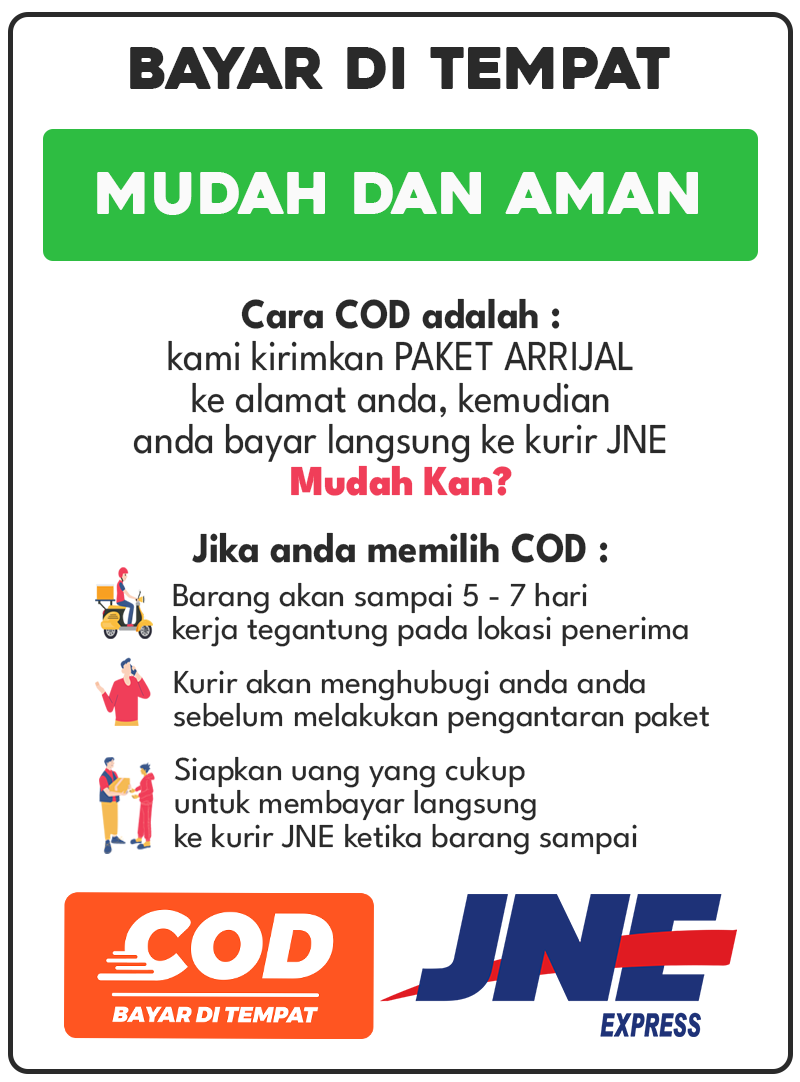 BAYAR DI TEMPAT
MUDAH DAN AMAN
Cara COD adalah :
kami kirimkan PAKET ARRIJAL
ke alamat anda, kemudian
anda bayar langsung ke kurir JNE
Mudah Kan?
Jika anda memilih COD :
Barang akan sampai 5 - 7 hari
kerja tegantung pada lokasi penerima
Kurir akan menghubugi anda anda
sebelum melakukan pengantaran paket
Siapkan uang yang cukup
untuk membayar langsung
ke kurir JNE ketika barang sampai
COD
BAYAR DI TEMPAT
JNE
EXPRESS